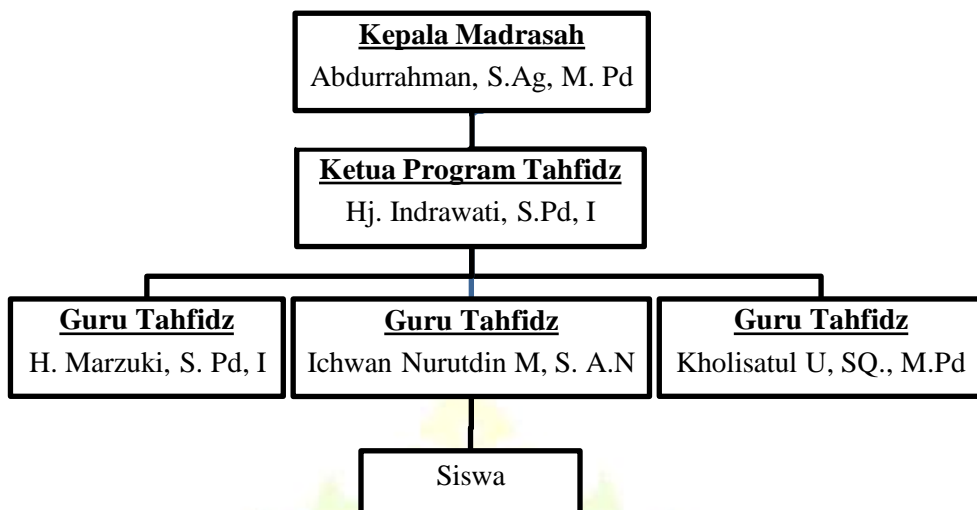 Kepala Madrasah
Abdurrahman, S.Ag, M. Pd
Ketua Program Tahfidz
Hj. Indrawati, S.Pd, I
Guru Tahfidz
H. Marzuki, S. Pd, I
Guru Tahfidz
Ichwan Nurutdin M, S. A.N
Guru Tahfidz
Kholisatul U, SQ., M.Pd
Siswa